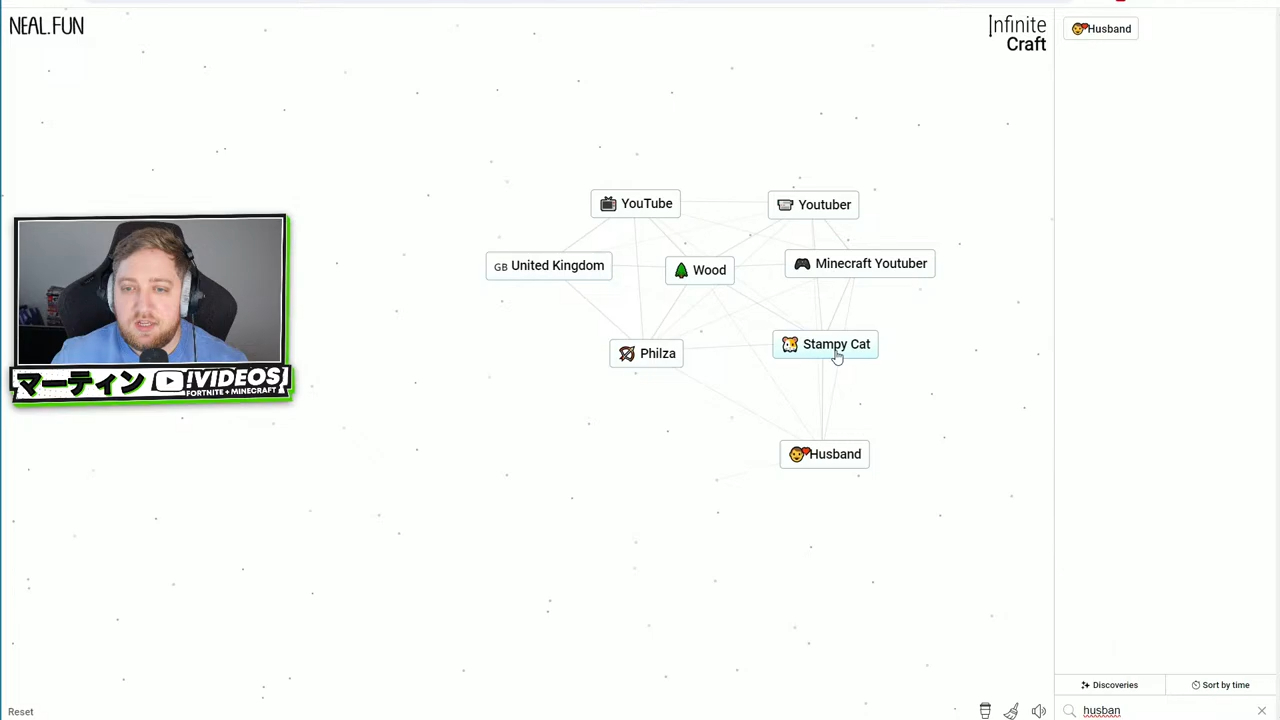 NEAL.FUN
Infinite
Craft
Husband
YouTube
Youtuber
GB United Kingdom
Wood
Minecraft Youtuber
Philza
Stampy Cat
Husband
マーティン !VIDEOS
FORTNITE + MINECRAFT
Discoveries
Sort by time
Reset
husban